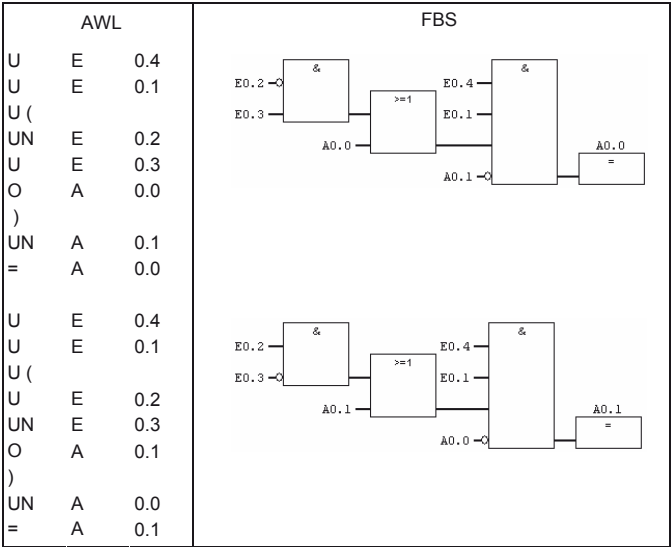 AWL
U E 0.4
U E 0.1
U (
UN E 0.2
U E 0.3
O A 0.0
)
UN A 0.1
= A 0.0
U E 0.4
U E 0.1
U (
U E 0.2
UN E 0.3
O A 0.1
)
UN A 0.0
= A 0.1
FBS
&
&
E0.2
E0.4
>=1
E0.3
E0.1
A0.0
A0.0
=
A0.1
&
&
E0.2
E0.4
>=1
E0.3
E0.1
A0.1
A0.1
=
A0.0